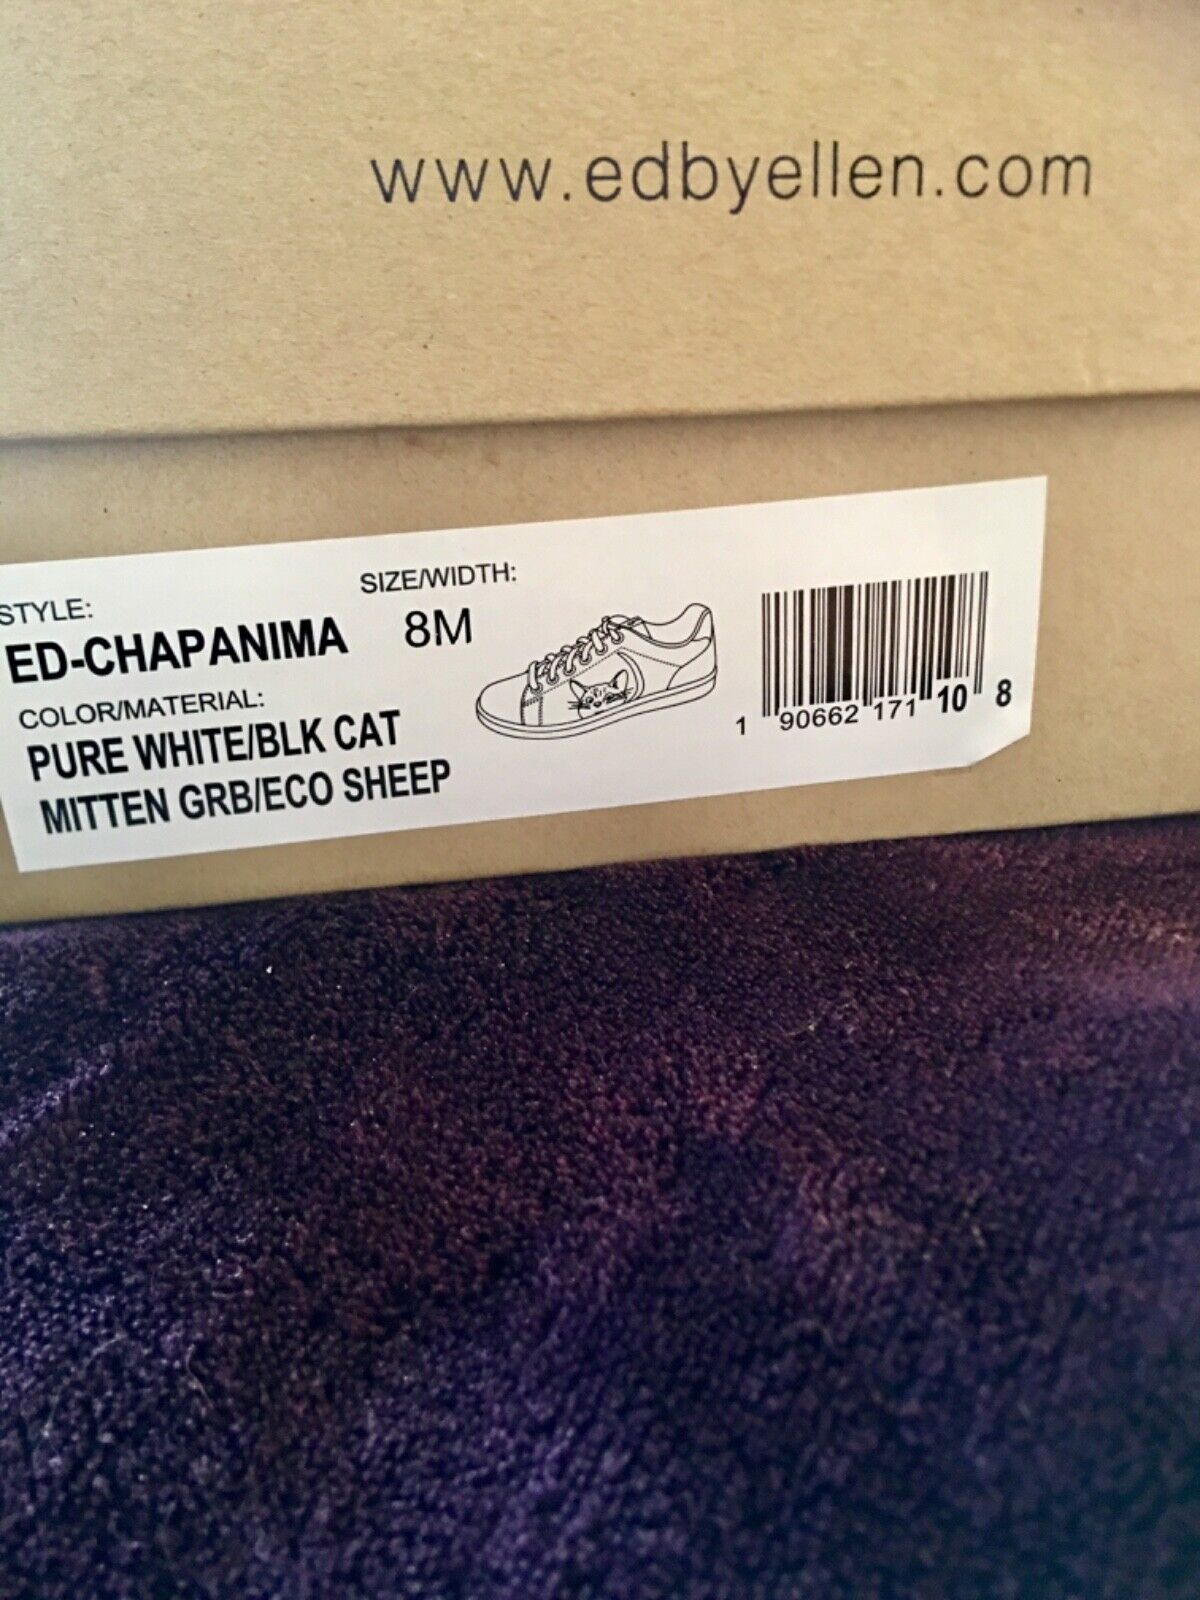 www.edbyellen.com
STYLE:
SIZE/WIDTH:
ED-CHAPANIMA
8M
COLOR/MATERIAL:
PURE WHITE/BLK CAT
MITTEN GRB/ECO SHEEP
1 90662 171 10 8